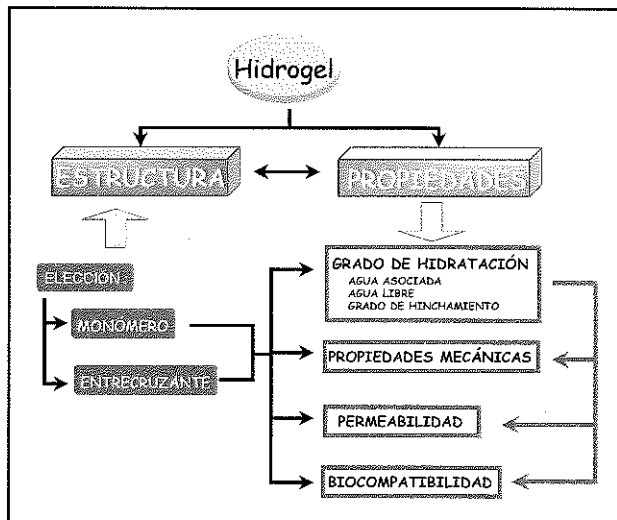 Hidrogel
ESTRUCTURA
PROPIEDADES
ELECCIÓN
MONÓMERO
ENTRECRUZANTE
GRADO DE HIDRATACIÓN
AGUA ASOCIADA
AGUA LIBRE
GRADO DE HINCHAMIENTO
PROPIEDADES MECÁNICAS
PERMEABILIDAD
BIOCOMPATIBILIDAD